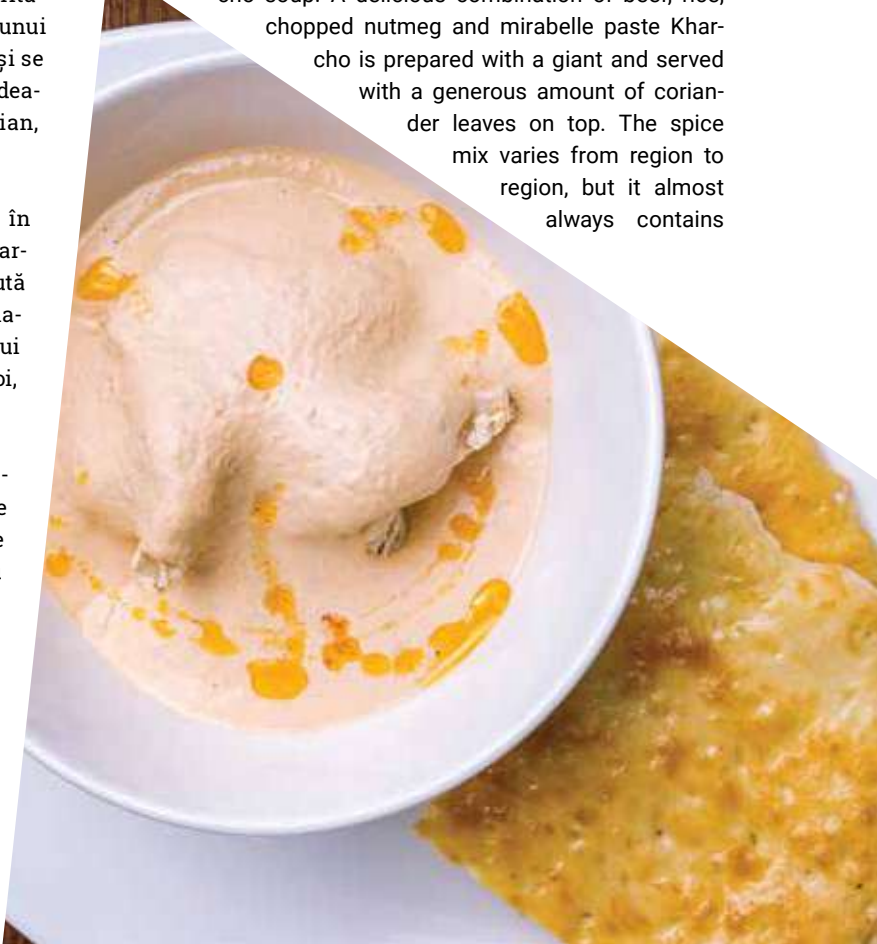 unui
și se
dea-
ian,
în
ar-
ută
a-
ui
oi,
-
e
e
cho soup. A delicious combination of beef, rice,
chopped nutmeg and mirabelle paste Khar-
cho is prepared with a giant and served
with a generous amount of corian-
der leaves on top. The spice
mix varies from region to
region, but it almost
always contains